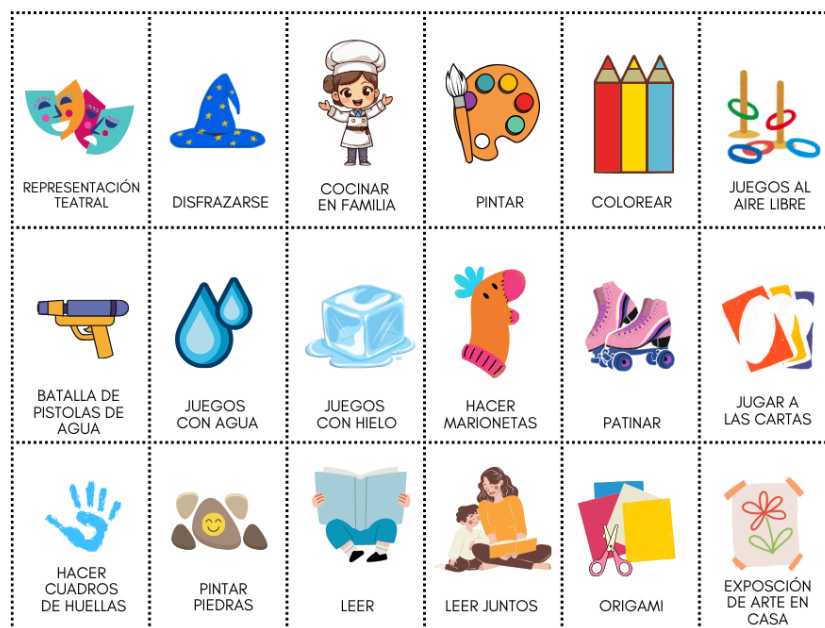 REPRESENTACIÓN
TEATRAL
DISFRAZARSE
COCINAR
EN FAMILIA
PINTAR
COLOREAR
JUEGOS AL
AIRE LIBRE
BATALLA DE
PISTOLAS DE
AGUA
JUEGOS
CON AGUA
JUEGOS
CON HIELO
HACER
MARIONETAS
PATINAR
JUGAR A
LAS CARTAS
HACER
CUADROS
DE HUELLAS
PINTAR
PIEDRAS
LEER
LEER JUNTOS
ORIGAMI
EXPOSCIÓN
DE ARTE EN
CASA